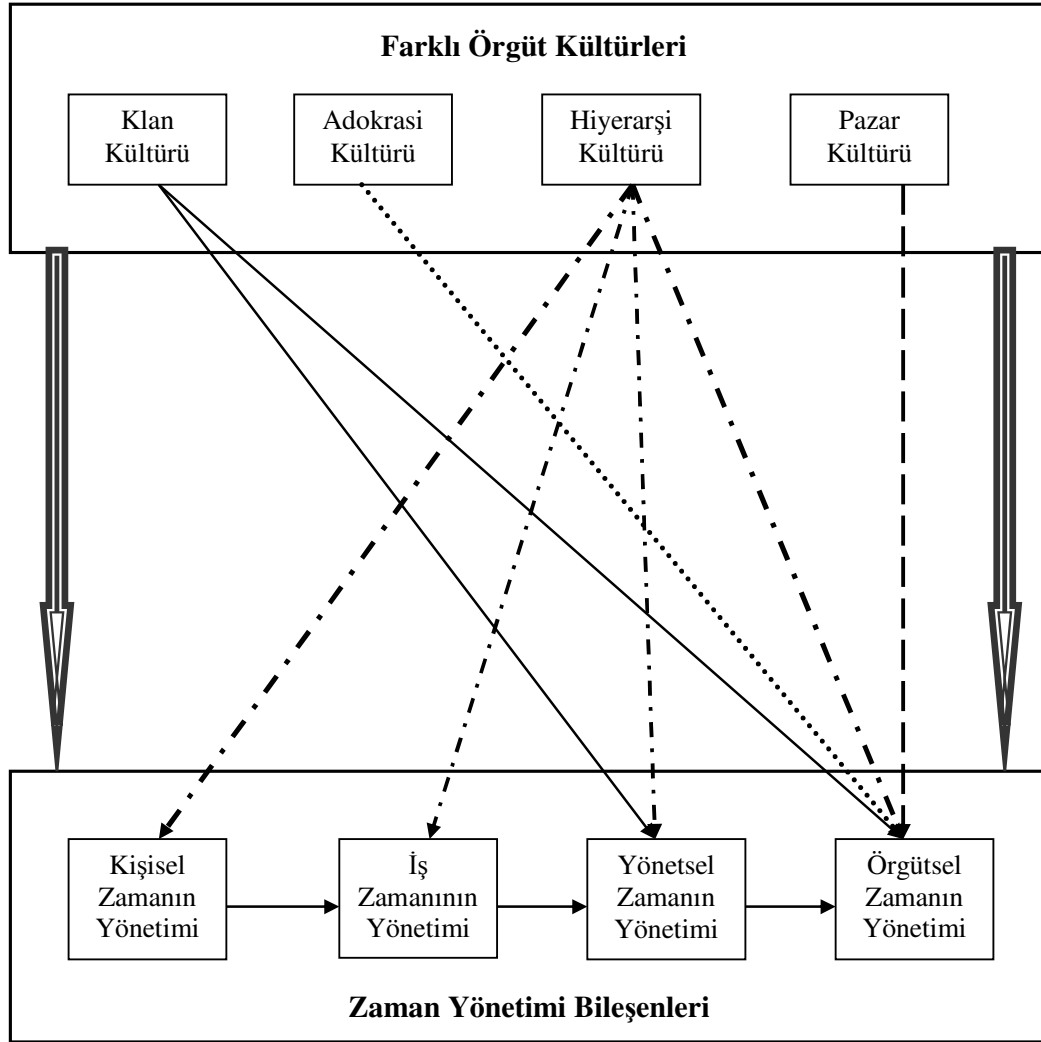 Farklı Örgüt Kültürleri
Klan
Kültürü
Adokrasi
Kültürü
Hiyerarşi
Kültürü
Pazar
Kültürü
Kişisel
Zamanın
Yönetimi
İş
Zamanının
Yönetimi
Yönetsel
Zamanın
Yönetimi
Örgütsel
Zamanın
Yönetimi
Zaman Yönetimi Bileşenleri